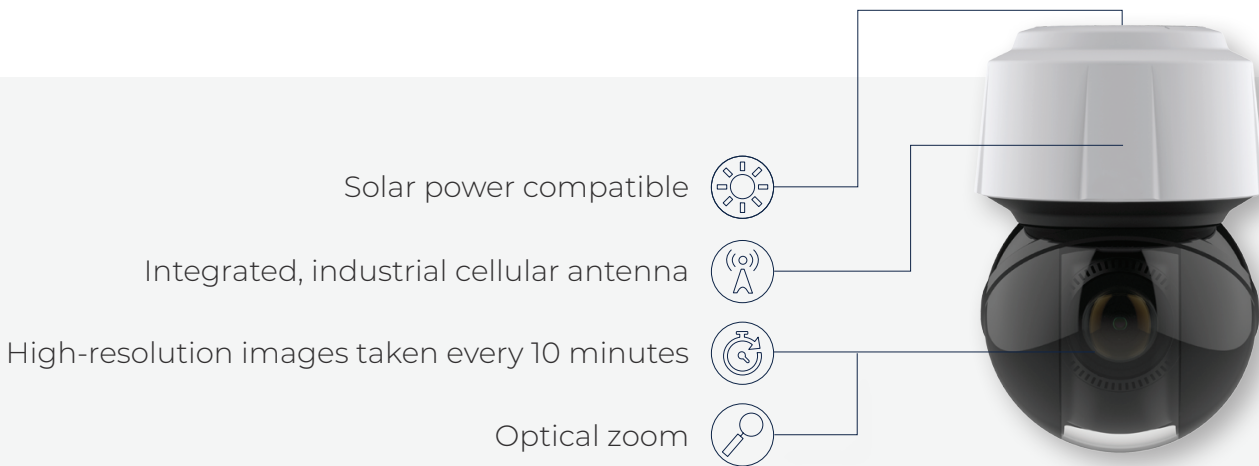 Solar power compatible
Integrated, industrial cellular antenna
High-resolution images taken every 10 minutes
Optical zoom